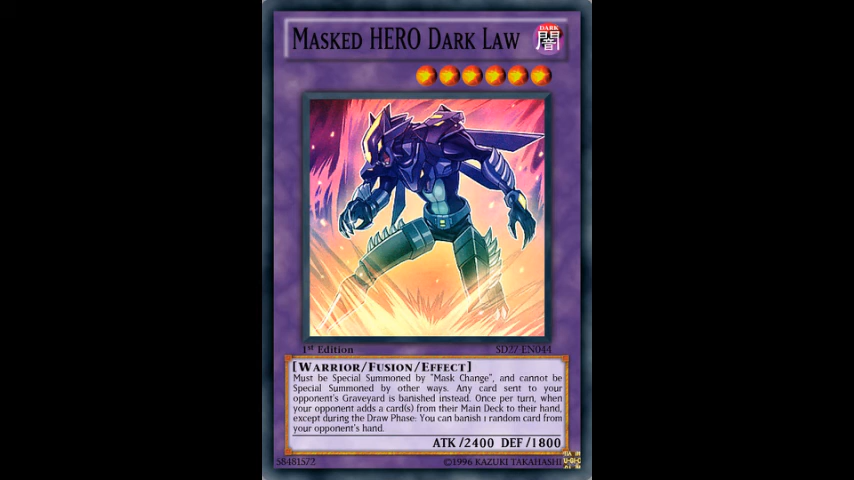 Masked HERO Dark Law
DARK
闇
1st Edition
SD27-EN044
[Warrior/Fusion/Effect]
Must be Special Summoned by "Mask Change", and cannot be
Special Summoned by other ways. Any card sent to your
opponent's Graveyard is banished instead. Once per turn, when
your opponent adds a card(s) from their Main Deck to their hand,
except during the Draw Phase: You can banish 1 random card from
your opponent's hand.
ATK/2400 DEF/1800
58481572
©1996 KAZUKI TAKAHASHI